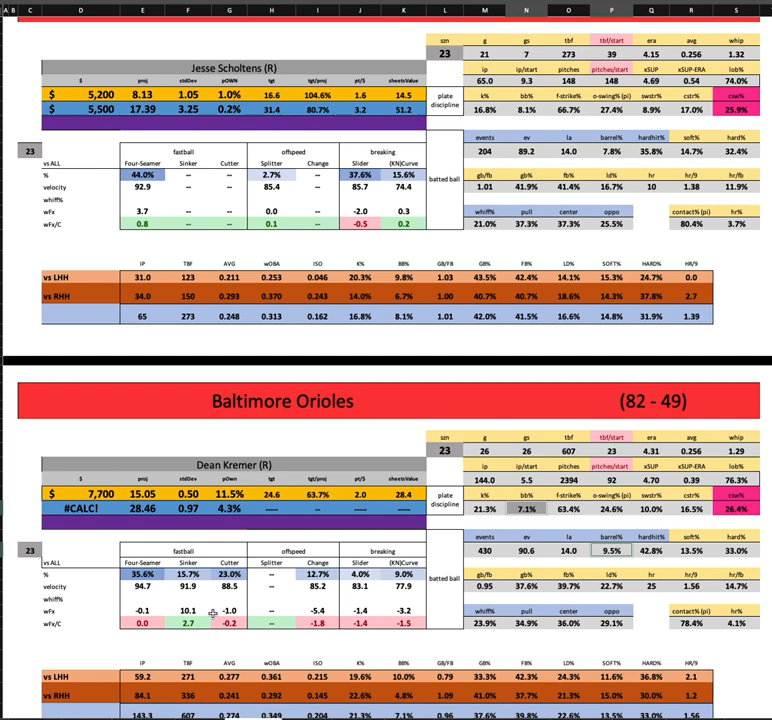 A B C D E F G H I J K L M N O P Q R S
szn g gs tbf tbf/start era avg whip
23 21 7 273 39 4.15 0.256 1.32
Jesse Scholtens (R)
ip ip/start pitches pitches/start xSUP xSUP-ERA lob%
$ proj stdDev pOWN tgt tgt/proj pt/$ sheetsValue
65.0 9.3 148 148 4.69 0.54 74.0%
$ 5,200 8.13 1.05 1.0% 16.6 104.6% 1.6 14.5
plate discipline
k% bb% f-strike% o-swing% (pi) swstr% cstr% csw%
$ 5,500 17.39 3.25 0.2% 31.4 80.7% 3.2 51.2
16.8% 8.1% 66.7% 27.4% 8.9% 17.0% 25.9%
events ev la barrel% hardhit% soft% hard%
23 fastball offspeed breaking
204 89.2 14.0 7.8% 35.8% 14.7% 32.4%
vs ALL Four-Seamer Sinker Cutter Splitter Change Slider (KN)Curve
% 44.0% -- -- 2.7% -- 37.6% 15.6%
batted ball
gb/fb gb% fb% ld% hr hr/9 hr/fb
velocity 92.9 -- -- 85.4 -- 85.7 74.4
1.01 41.9% 41.4% 16.7% 10 1.38 11.9%
whiff%
wFx 3.7 -- -- 0.0 -- -2.0 0.3
whiff% pull center oppo contact% (pi) hr%
wFx/C 0.8 -- -- 0.1 -- -0.5 0.2
21.0% 37.3% 37.3% 25.5% 80.4% 3.7%
IP TBF AVG wOBA ISO K% BB% GB/FB GB% FB% LD% SOFT% HARD% HR/9
vs LHH 31.0 123 0.211 0.253 0.046 20.3% 9.8% 1.03 43.5% 42.4% 14.1% 15.3% 24.7% 0.0
vs RHH 34.0 150 0.293 0.370 0.243 14.0% 6.7% 1.00 40.7% 40.7% 18.6% 14.3% 37.8% 2.7
65 273 0.248 0.313 0.162 16.8% 8.1% 1.01 42.0% 41.5% 16.6% 14.8% 31.9% 1.39
Baltimore Orioles (82 - 49)
szn g gs tbf tbf/start era avg whip
23 26 26 607 23 4.31 0.256 1.29
Dean Kremer (R)
ip ip/start pitches pitches/start xSUP xSUP-ERA lob%
$ proj stdDev pOwn tgt tgt/proj pt/$ sheetsValue
144.0 5.5 2394 92 4.70 0.39 76.3%
$ 7,700 15.05 0.50 11.5% 24.6 63.7% 2.0 28.4
plate discipline
k% bb% f-strike% o-swing% (pi) swstr% cstr% csw%
#CALC! 28.46 0.97 4.3% ----- ----- -- -----
21.3% 7.1% 63.4% 24.6% 10.0% 16.5% 26.4%
events ev la barrel% hardhit% soft% hard%
23 fastball offspeed breaking
430 90.6 14.0 9.5% 42.8% 13.5% 33.0%
vs ALL Four-Seamer Sinker Cutter Splitter Change Slider (KN)Curve
% 35.6% 15.7% 23.0% -- 12.7% 4.0% 9.0%
batted ball
gb/fb gb% fb% ld% hr hr/9 hr/fb
velocity 94.7 91.9 88.5 -- 85.2 83.1 77.9
0.95 37.6% 39.7% 22.7% 25 1.56 14.7%
whiff%
wFx -0.1 10.1 -1.0 -- -5.4 -1.4 -3.2
whiff% pull center oppo contact% (pi) hr%
wFx/C 0.0 2.7 -0.2 -- -1.8 -1.4 -1.5
23.9% 34.9% 36.0% 29.1% 78.4% 4.1%
IP TBF AVG wOBA ISO K% BB% GB/FB GB% FB% LD% SOFT% HARD% HR/9
vs LHH 59.2 271 0.277 0.361 0.215 19.6% 10.0% 0.79 33.3% 42.3% 24.3% 11.6% 36.8% 2.1
vs RHH 84.1 336 0.241 0.292 0.145 22.6% 4.8% 1.09 41.0% 37.7% 21.3% 15.0% 30.0% 1.2
143.3 607 0.274 0.349 0.204 21.3% 7.1% 0.96 37.6% 39.8% 22.6% 13.5% 33.0% 1.56